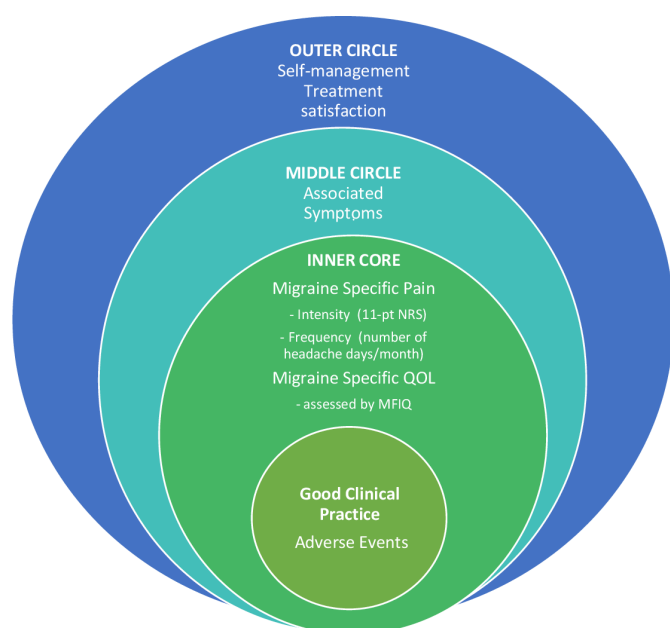 OUTER CIRCLE
Self-management
Treatment
satisfaction
MIDDLE CIRCLE
Associated
Symptoms
INNER CORE
Migraine Specific Pain
- Intensity (11-pt NRS)
- Frequency (number of
headache days/month)
Migraine Specific QOL
- assessed by MFIQ
Good Clinical
Practice
Adverse Events